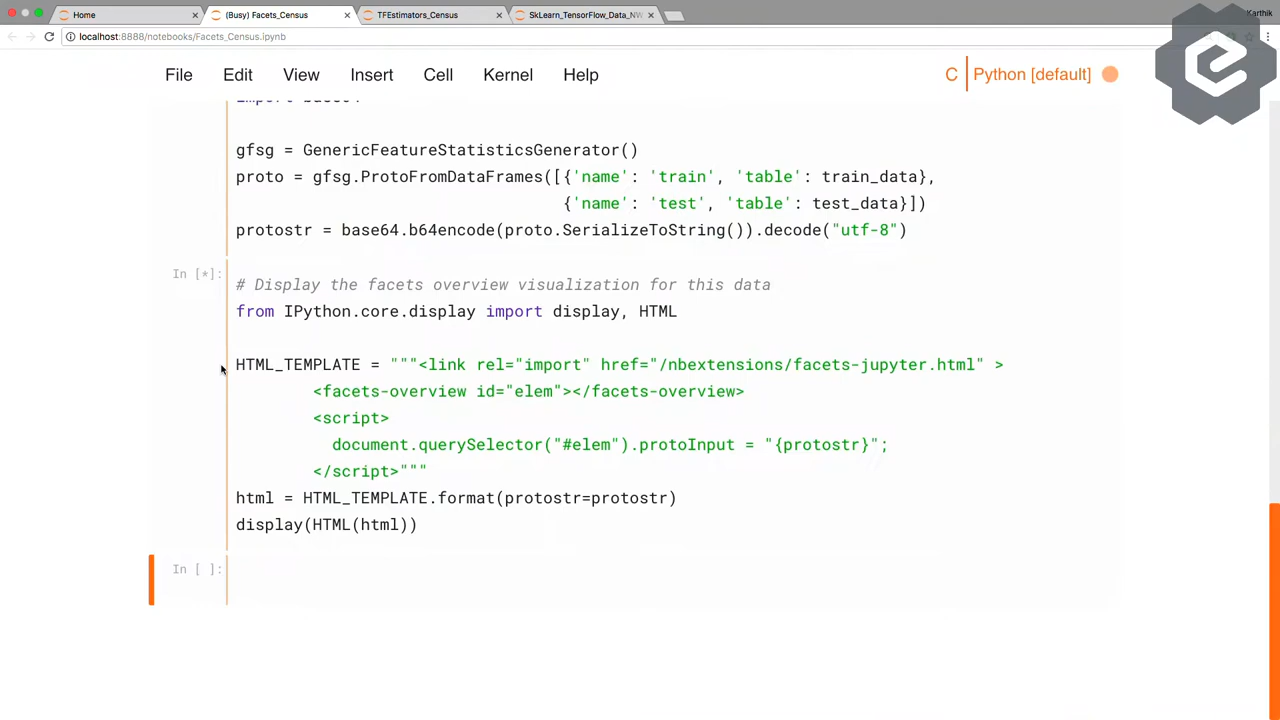 Home
(Busy) Facets_Census
TFEstimators_Census
SkLearn_TensorFlow_Data_NW
Karthik
localhost:8888/notebooks/Facets_Census.ipynb
File Edit View Insert Cell Kernel Help
C Python [default]
import base64
gfsg = GenericFeatureStatisticsGenerator()
proto = gfsg.ProtoFromDataFrames([{'name': 'train', 'table': train_data},
{'name': 'test', 'table': test_data}])
protostr = base64.b64encode(proto.SerializeToString()).decode("utf-8")
In [*]:
# Display the facets overview visualization for this data
from IPython.core.display import display, HTML
HTML_TEMPLATE = """<link rel="import" href="/nbextensions/facets-jupyter.html" >
<facets-overview id="elem"></facets-overview>
<script>
document.querySelector("#elem").protoInput = "{protostr}";
</script>"""
html = HTML_TEMPLATE.format(protostr=protostr)
display(HTML(html))
In [ ]: